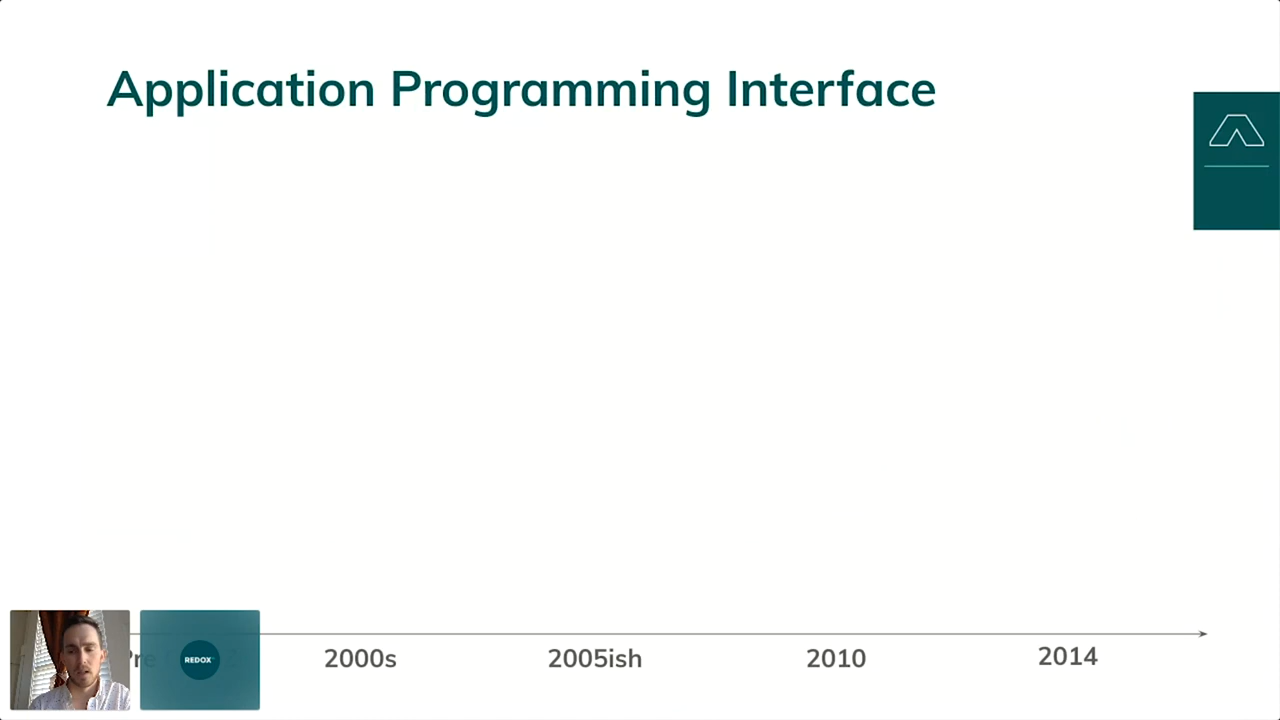 Application Programming Interface
Pre
2000s
2005ish
2010
2014
REDOX